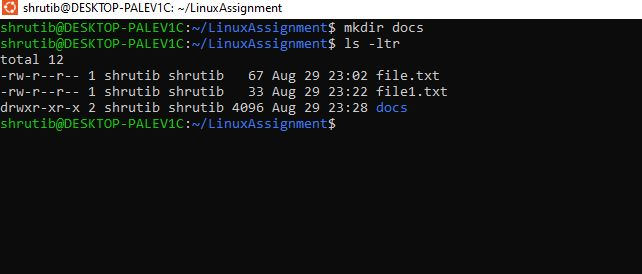 shrutib@DESKTOP-PALEV1C: ~/LinuxAssignment
shrutib@DESKTOP-PALEV1C:~/LinuxAssignment$ mkdir docs
shrutib@DESKTOP-PALEV1C:~/LinuxAssignment$ ls -ltr
total 12
-rw-r--r-- 1 shrutib shrutib   67 Aug 29 23:02 file.txt
-rw-r--r-- 1 shrutib shrutib   33 Aug 29 23:22 file1.txt
drwxr-xr-x 2 shrutib shrutib 4096 Aug 29 23:28 docs
shrutib@DESKTOP-PALEV1C:~/LinuxAssignment$